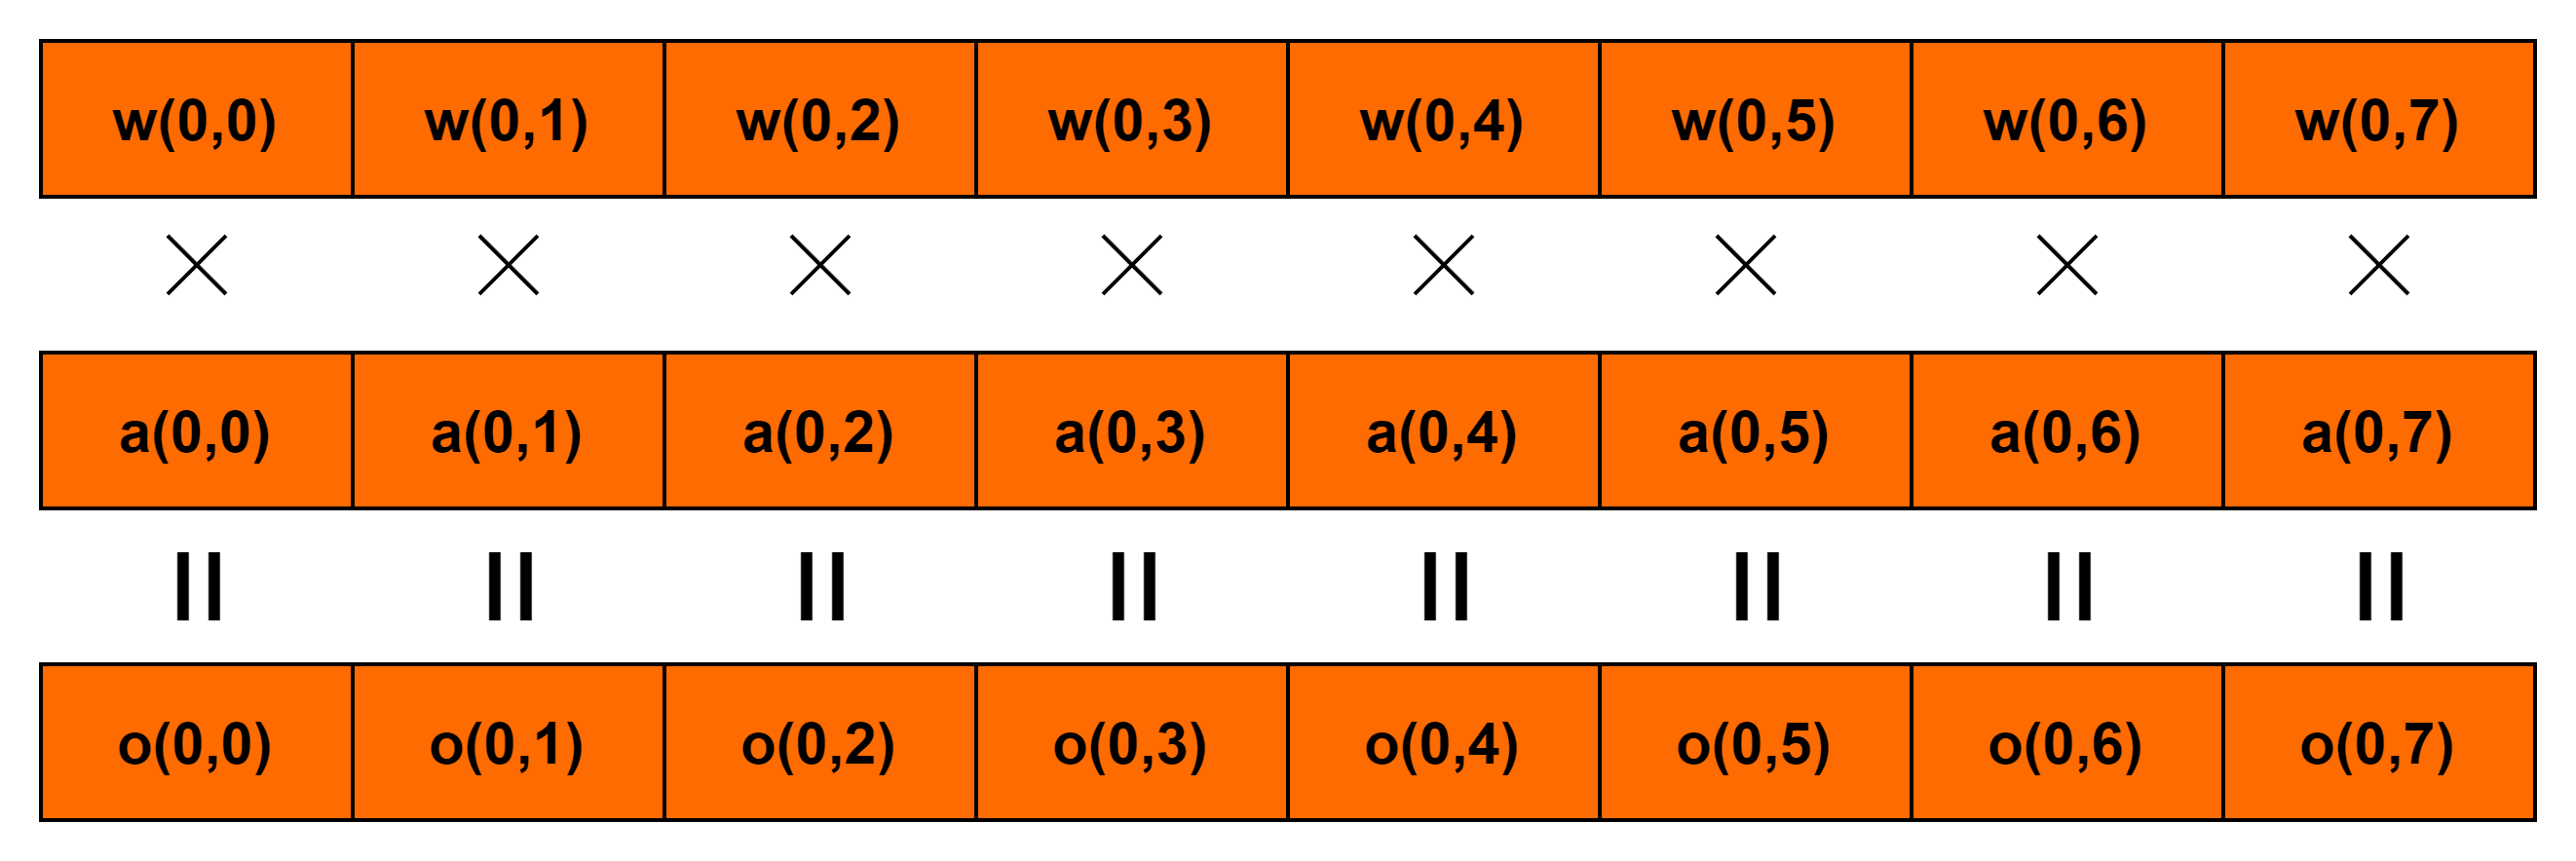 w(0,0) w(0,1) w(0,2) w(0,3) w(0,4) w(0,5) w(0,6) w(0,7)
× × × × × × × ×
a(0,0) a(0,1) a(0,2) a(0,3) a(0,4) a(0,5) a(0,6) a(0,7)
|| || || || || || || ||
o(0,0) o(0,1) o(0,2) o(0,3) o(0,4) o(0,5) o(0,6) o(0,7)